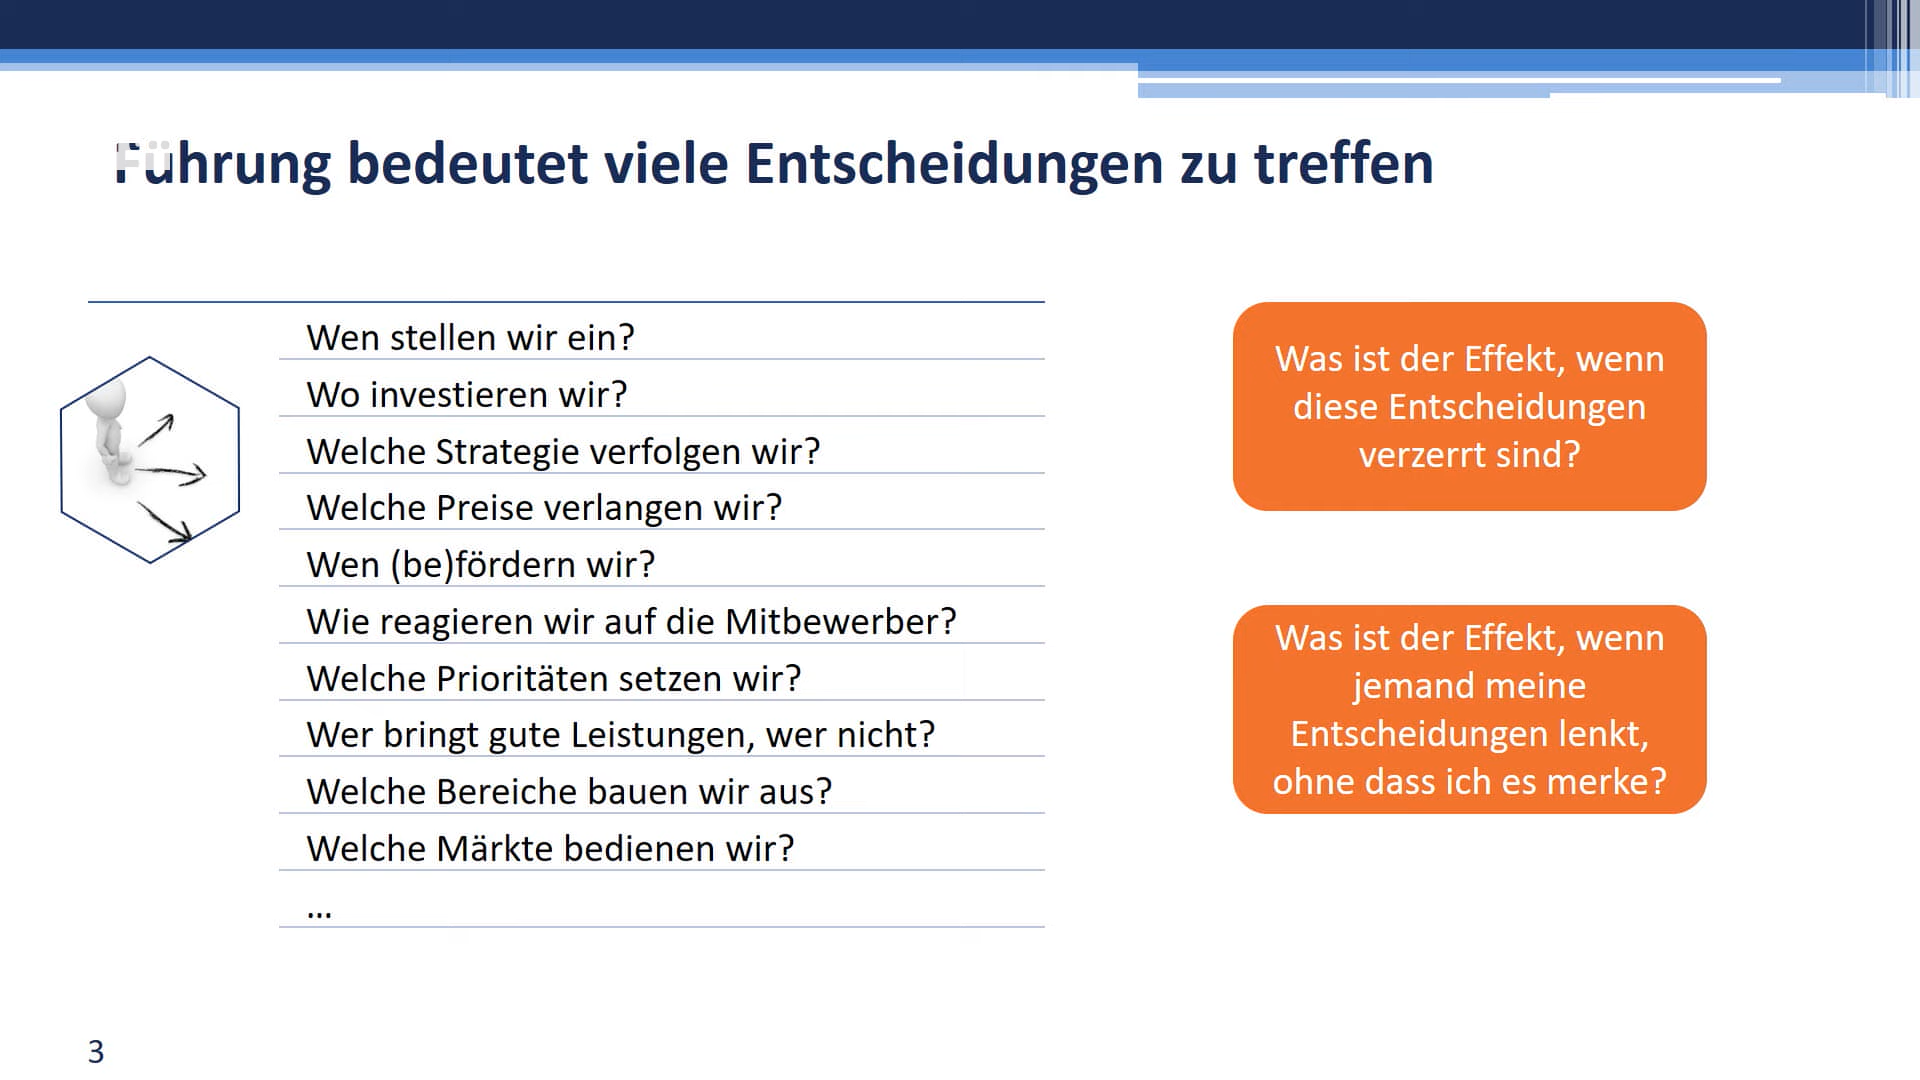 Führung bedeutet viele Entscheidungen zu treffen
Wen stellen wir ein?
Wo investieren wir?
Welche Strategie verfolgen wir?
Welche Preise verlangen wir?
Wen (be)fördern wir?
Wie reagieren wir auf die Mitbewerber?
Welche Prioritäten setzen wir?
Wer bringt gute Leistungen, wer nicht?
Welche Bereiche bauen wir aus?
Welche Märkte bedienen wir?
...
Was ist der Effekt, wenn
diese Entscheidungen
verzerrt sind?
Was ist der Effekt, wenn
jemand meine
Entscheidungen lenkt,
ohne dass ich es merke?
3